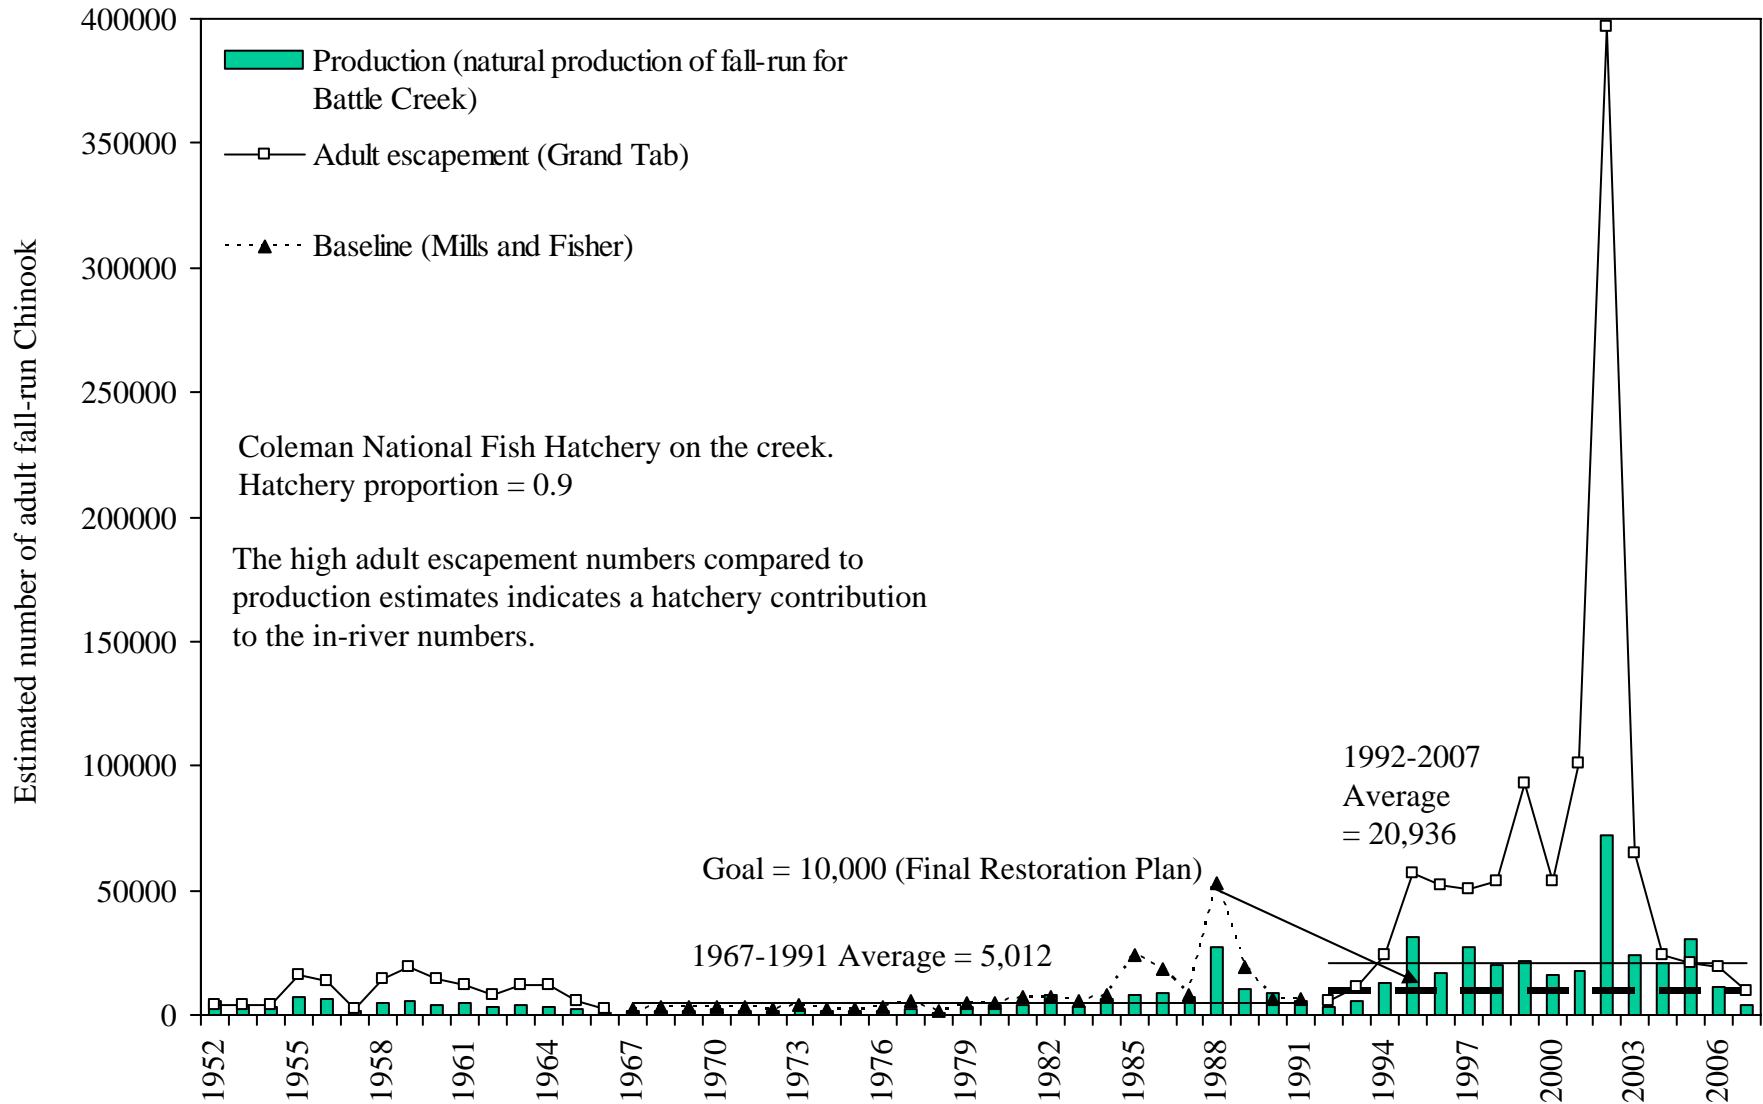 400000
350000
300000
250000
200000
150000
100000
50000
0
Estimated number of adult fall-run Chinook
Production (natural production of fall-run for
Battle Creek)
Adult escapement (Grand Tab)
Baseline (Mills and Fisher)
Coleman National Fish Hatchery on the creek.
Hatchery proportion = 0.9
The high adult escapement numbers compared to
production estimates indicates a hatchery contribution
to the in-river numbers.
1992-2007
Average
= 20,936
Goal = 10,000 (Final Restoration Plan)
1967-1991 Average = 5,012
1952
1955
1958
1961
1964
1967
1970
1973
1976
1979
1982
1985
1988
1991
1994
1997
2000
2003
2006